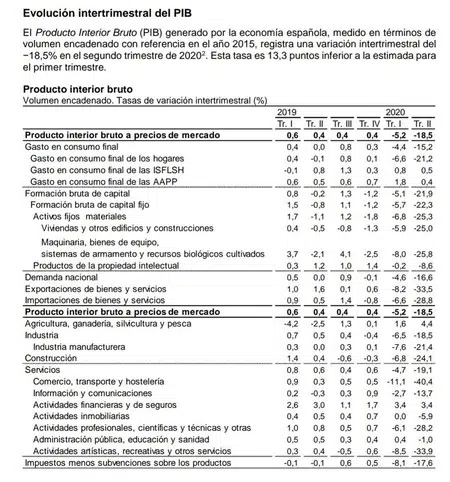 Evolución intertrimestral del PIB
El Producto Interior Bruto (PIB) generado por la economía española, medido en términos de
volumen encadenado con referencia en el año 2015, registra una variación intertrimestral del
−18,5% en el segundo trimestre de 2020². Esta tasa es 13,3 puntos inferior a la estimada para
el primer trimestre.
Producto interior bruto
Volumen encadenado. Tasas de variación intertrimestral (%)
2019 2020
Tr. I Tr. II Tr. III Tr. IV Tr. I Tr. II
Producto interior bruto a precios de mercado 0,6 0,4 0,4 0,4 -5,2 -18,5
Gasto en consumo final 0,4 0,0 0,8 0,3 -4,4 -15,2
Gasto en consumo final de los hogares 0,4 -0,1 0,8 0,1 -6,6 -21,2
Gasto en consumo final de las ISFLSH -0,1 0,8 1,3 0,3 0,8 0,5
Gasto en consumo final de las AAPP 0,6 0,5 0,6 0,7 1,8 0,4
Formación bruta de capital 0,8 -0,2 1,3 -1,2 -5,1 -21,9
Formación bruta de capital fijo 1,5 -0,8 1,1 -1,2 -5,7 -22,3
Activos fijos materiales 1,7 -1,1 1,2 -1,8 -6,8 -25,3
Viviendas y otros edificios y construcciones 0,4 -0,5 -0,8 -1,3 -5,9 -25,0
Maquinaria, bienes de equipo,
sistemas de armamento y recursos biológicos cultivados 3,7 -2,1 4,1 -2,5 -8,0 -25,8
Productos de la propiedad intelectual 0,3 1,2 1,0 1,4 -0,2 -8,6
Demanda nacional 0,5 0,0 0,9 -0,1 -4,6 -16,6
Exportaciones de bienes y servicios 1,0 1,6 0,1 0,6 -8,2 -33,5
Importaciones de bienes y servicios 0,9 0,5 1,4 -0,8 -6,6 -28,8
Producto interior bruto a precios de mercado 0,6 0,4 0,4 0,4 -5,2 -18,5
Agricultura, ganadería, silvicultura y pesca -4,2 -2,5 1,3 0,1 1,6 4,4
Industria 0,7 0,5 0,4 -0,4 -6,5 -18,5
Industria manufacturera 0,3 0,0 0,3 0,1 -7,6 -21,4
Construcción 1,4 0,4 -0,6 -0,3 -6,8 -24,1
Servicios 0,8 0,6 0,4 0,6 -4,7 -19,1
Comercio, transporte y hostelería 0,9 0,3 0,5 0,5 -11,1 -40,4
Información y comunicaciones 0,2 -0,3 0,3 0,9 -2,7 -13,7
Actividades financieras y de seguros 2,6 3,0 1,1 1,7 3,4 3,4
Actividades inmobiliarias 0,4 0,5 0,4 0,7 0,0 -5,9
Actividades profesionales, científicas y técnicas y otras 1,0 0,8 0,5 0,7 -6,1 -28,2
Administración pública, educación y sanidad 0,5 0,5 0,3 0,4 0,4 -1,0
Actividades artísticas, recreativas y otros servicios 0,3 0,4 -0,5 0,6 -8,5 -33,9
Impuestos menos subvenciones sobre los productos -0,1 -0,1 0,6 0,5 -8,1 -17,6